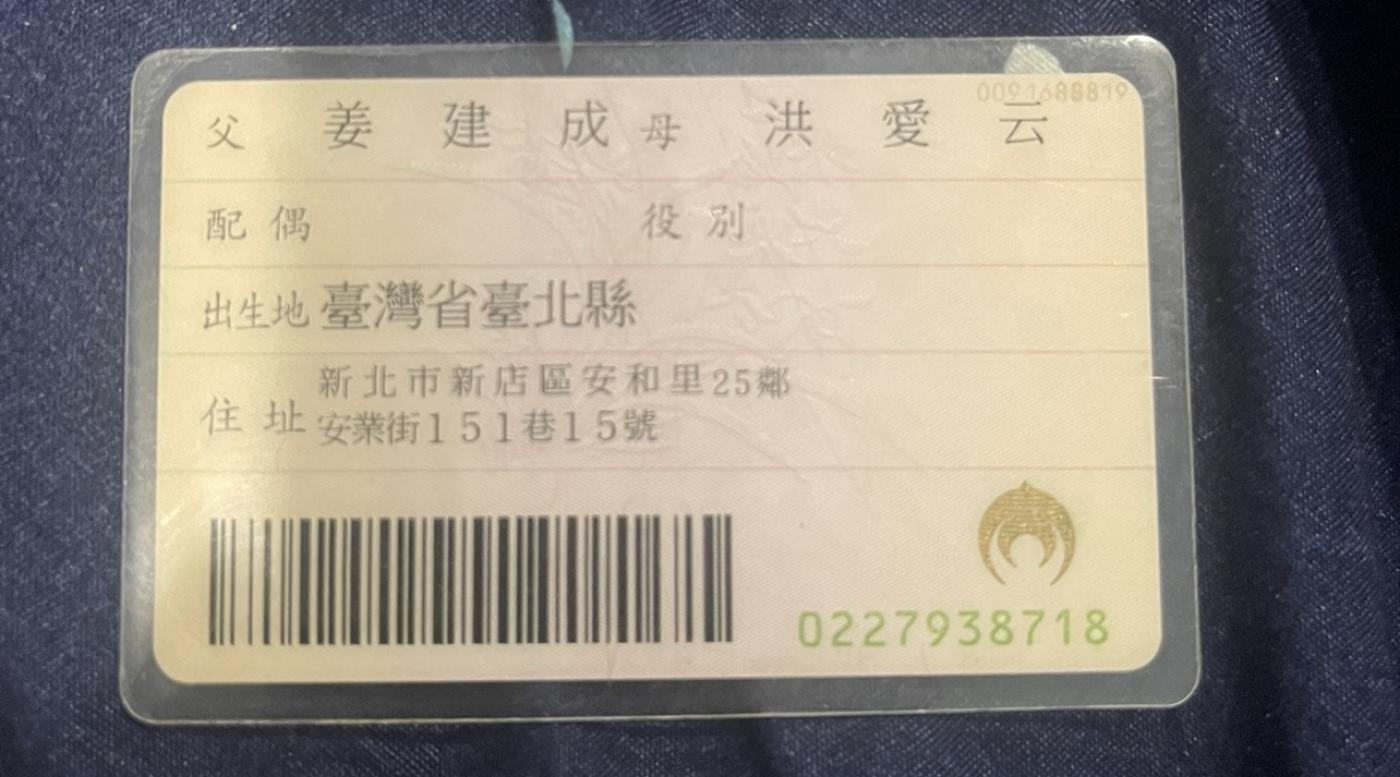 0091688819
父 姜建成 母 洪愛云
配偶 役別
出生地 臺灣省臺北縣
住址 新北市新店區安和里25鄰
安業街151巷15號
0227938718